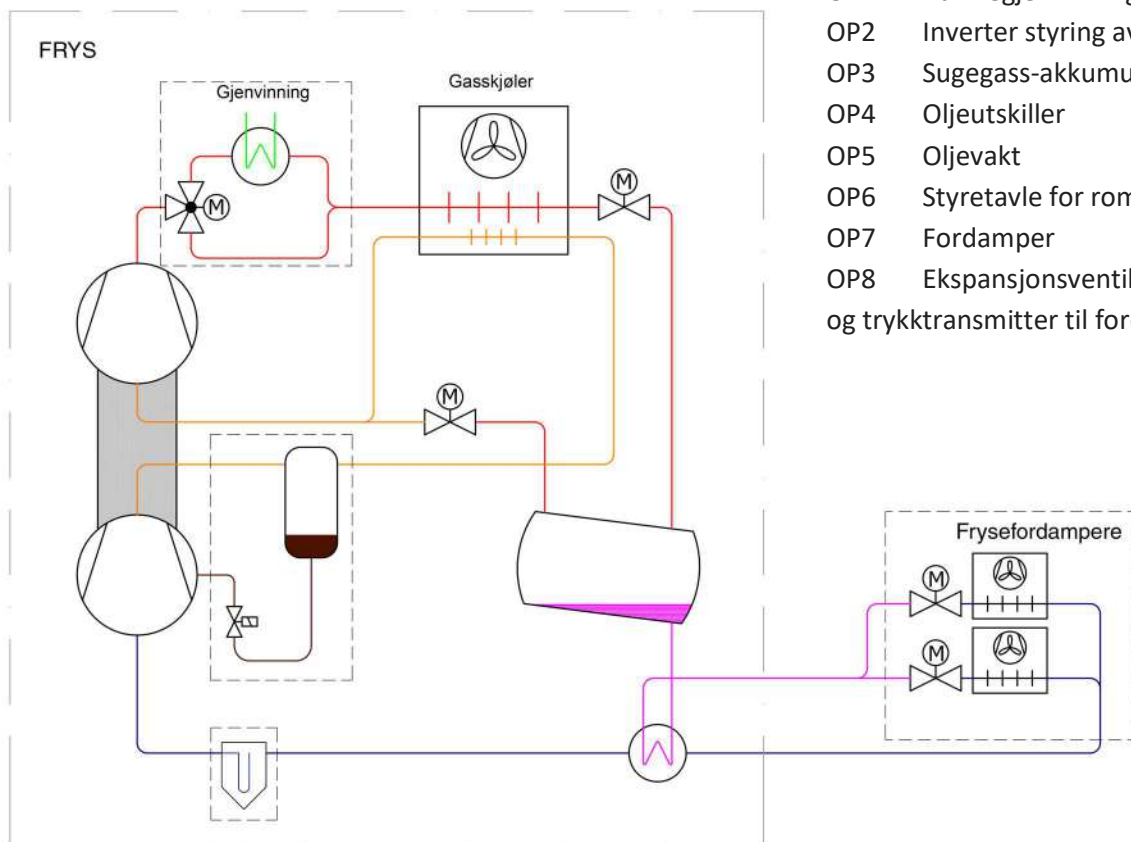 OP2 Inverter styring av
OP3 Sugegass-akkumu
OP4 Oljeutskiller
OP5 Oljevakt
OP6 Styretavle for rom
OP7 Fordamper
OP8 Ekspansjonsventil
og trykktransmitter til for
FRYS
Gjenvinning
Gasskjøler
M
M
M
Frysefordampere
M
M